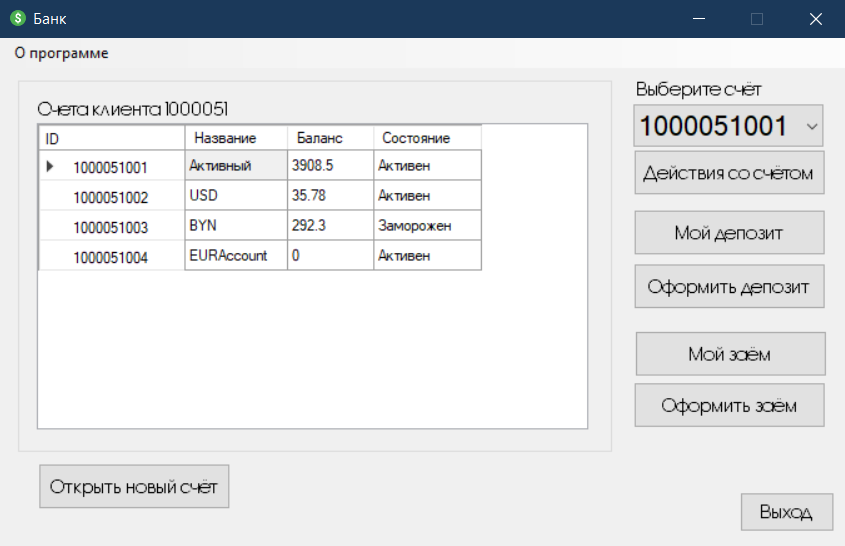 Банк
О программе
Счета клиента 1000051
ID Название Баланс Состояние
1000051001 Активный 3908.5 Активен
1000051002 USD 35.78 Активен
1000051003 BYN 292.3 Заморожен
1000051004 EURAccount 0 Активен
Открыть новый счёт
Выберите счёт
1000051001
Действия со счётом
Мой депозит
Оформить депозит
Мой заём
Оформить заём
Выход